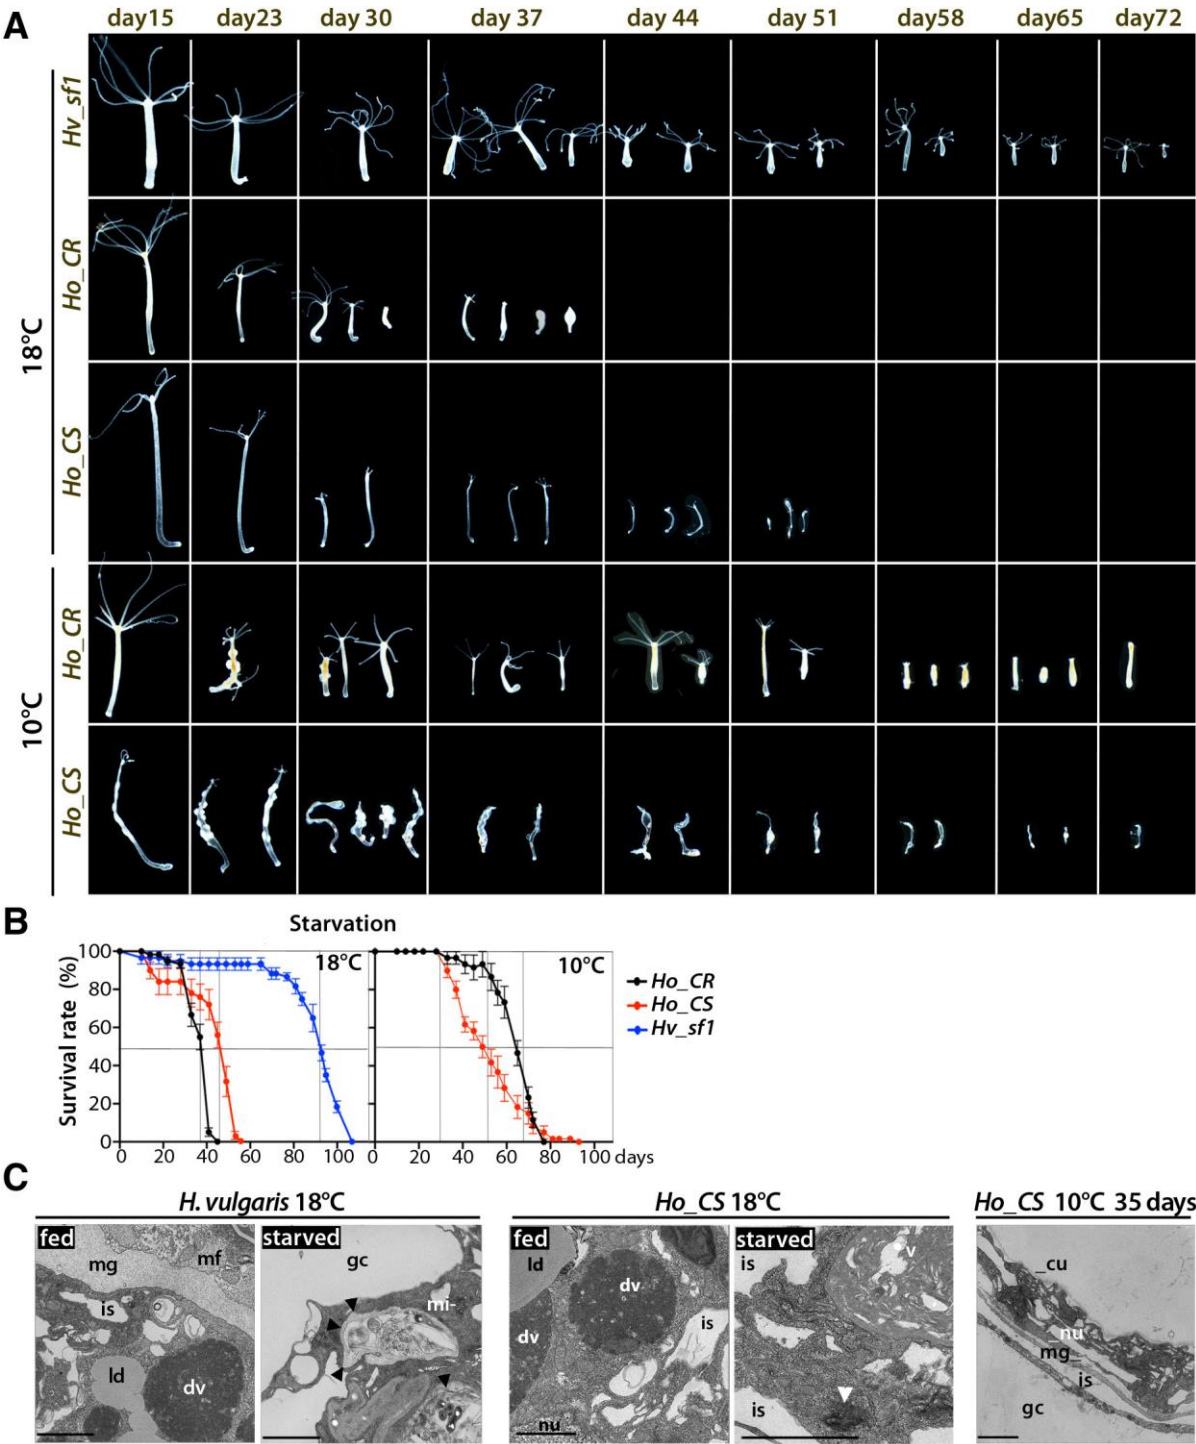 A
day15 day23 day 30 day 37 day 44 day 51 day58 day65 day72
18°C
Hv_sf1
Ho_CR
Ho_CS
10°C
Ho_CR
Ho_CS
B
Starvation
Survival rate (%)
100
80
60
40
20
0
18°C
0 20 40 60 80 100
10°C
0 20 40 60 80 100 days
Ho_CR
Ho_CS
Hv_sf1
C
H. vulgaris 18°C
Ho_CS 18°C
Ho_CS 10°C 35 days
fed
mg
mf
is
ld
dv
starved
gc
mi-
fed
ld
dv
dv
is
nu
starved
is
v
is
_cu
nu
mg_
is
gc